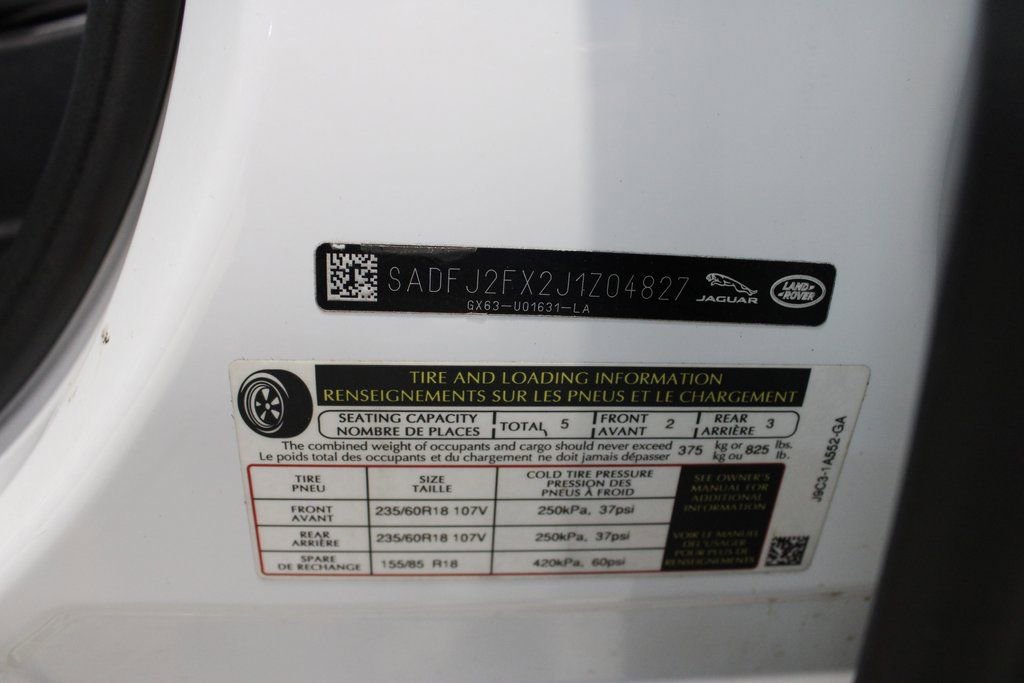 SADFJ2FX2J1Z04827
GX63-U01631-LA
JAGUAR
LAND-
-ROVER
TIRE AND LOADING INFORMATION
RENSEIGNEMENTS SUR LES PNEUS ET LE CHARGEMENT
SEATING CAPACITY TOTAL 5 FRONT 2 REAR 3
NOMBRE DE PLACES AVANT ARRIÈRE
The combined weight of occupants and cargo should never exceed 375 kg or 825 lbs.
Le poids total des occupants et du chargement ne doit jamais dépasser kg ou lb.
TIRE SIZE COLD TIRE PRESSURE
PNEU TAILLE PRESSION DES
PNEUS À FROID
FRONT 235/60R18 107V 250kPa, 37psi
AVANT
REAR 235/60R18 107V 250kPa, 37psi
ARRIÈRE
SPARE 155/85 R18 420kPa, 60psi
DE RECHANGE
SEE OWNER'S
MANUAL FOR
ADDITIONAL
INFORMATION
VOIR LE MANUEL
DE L'USAGER
POUR PLUS DE
RENSEIGNEMENTS
J9C3-1A552-GA